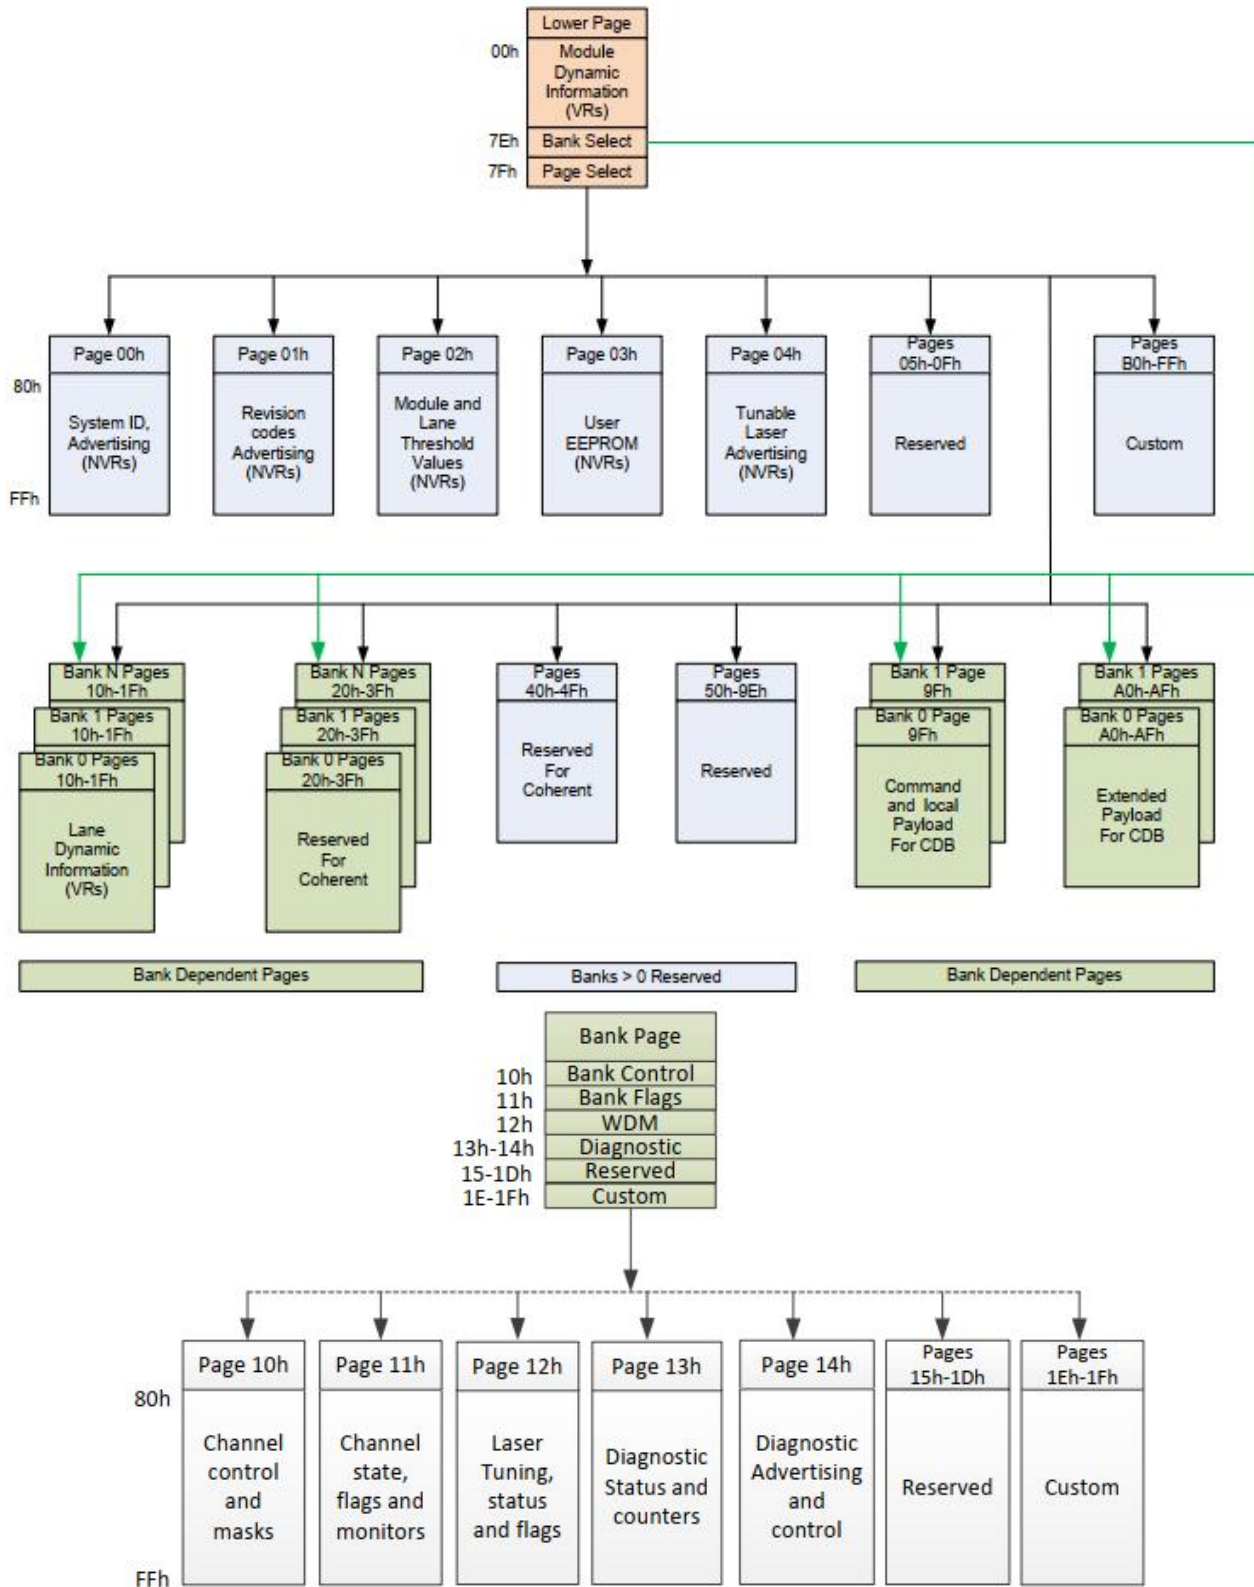 Lower Page
00h
Module
Dynamic
Information
(VRs)
7Eh
Bank Select
7Fh
Page Select
Page 00h
Page 01h
Page 02h
Page 03h
Page 04h
Pages
05h-0Fh
Pages
B0h-FFh
80h
System ID,
Advertising
(NVRs)
Revision
codes
Advertising
(NVRs)
Module and
Lane
Threshold
Values
(NVRs)
User
EEPROM
(NVRs)
Tunable
Laser
Advertising
(NVRs)
Reserved
Custom
FFh
Bank N Pages
10h-1Fh
Bank 1 Pages
10h-1Fh
Bank 0 Pages
10h-1Fh
Lane
Dynamic
Information
(VRs)
Bank N Pages
20h-3Fh
Bank 1 Pages
20h-3Fh
Bank 0 Pages
20h-3Fh
Reserved
For
Coherent
Pages
40h-4Fh
Reserved
For
Coherent
Pages
50h-9Eh
Reserved
Bank 1 Page
9Fh
Bank 0 Page
9Fh
Command
and local
Payload
For CDB
Bank 1 Pages
A0h-AFh
Bank 0 Pages
A0h-AFh
Extended
Payload
For CDB
Bank Dependent Pages
Banks > 0 Reserved
Bank Dependent Pages
Bank Page
10h
Bank Control
11h
Bank Flags
12h
WDM
13h-14h
Diagnostic
15-1Dh
Reserved
1E-1Fh
Custom
Page 10h
Page 11h
Page 12h
Page 13h
Page 14h
Pages
15h-1Dh
Pages
1Eh-1Fh
80h
Channel
control
and
masks
Channel
state,
flags and
monitors
Laser
Tuning,
status
and flags
Diagnostic
Status and
counters
Diagnostic
Advertising
and
control
Reserved
Custom
FFh